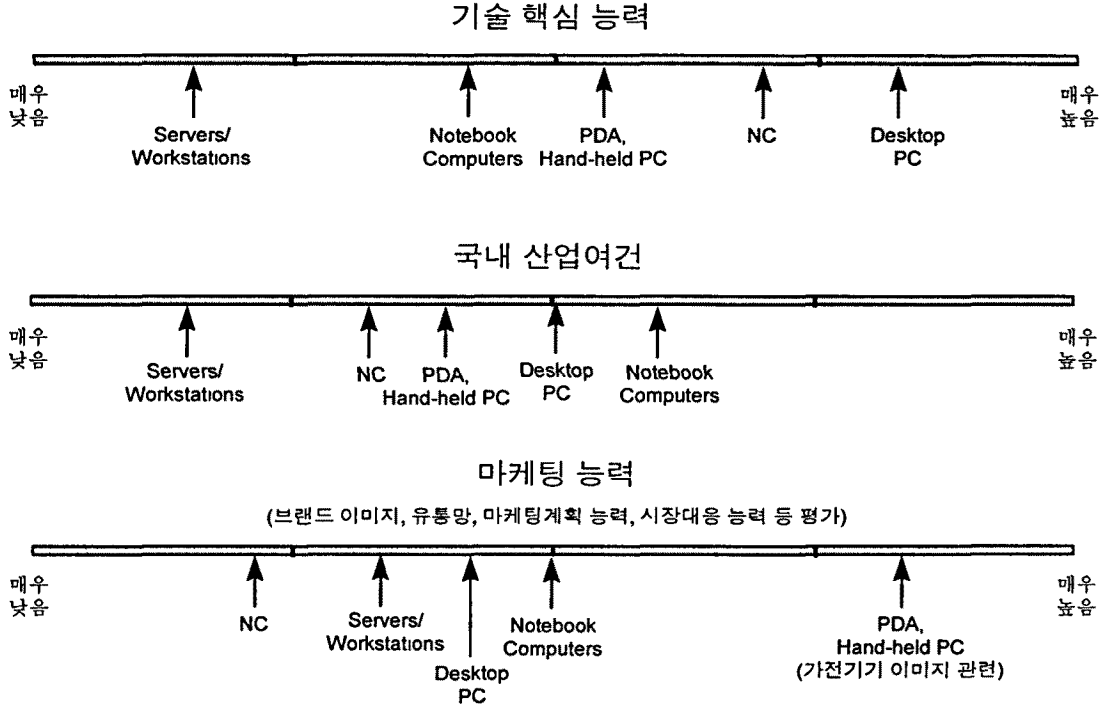 기술 핵심 능력
매우
낮음
매우
높음
Servers/
Workstations
Notebook
Computers
PDA,
Hand-held PC
NC
Desktop
PC
국내 산업여건
매우
낮음
매우
높음
Servers/
Workstations
NC
PDA,
Hand-held PC
Desktop
PC
Notebook
Computers
마케팅 능력
(브랜드 이미지, 유통망, 마케팅계획 능력, 시장대응 능력 등 평가)
매우
낮음
매우
높음
NC
Servers/
Workstations
Desktop
PC
Notebook
Computers
PDA,
Hand-held PC
(가전기기 이미지 관련)